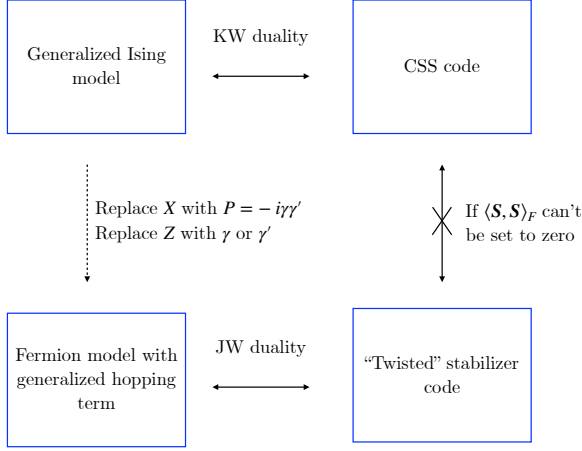 Generalized Ising
model
KW duality
CSS code
Replace X with P = − iγγ′
Replace Z with γ or γ′
If ⟨S, S⟩F can't
be set to zero
Fermion model with
generalized hopping
term
JW duality
“Twisted” stabilizer
code